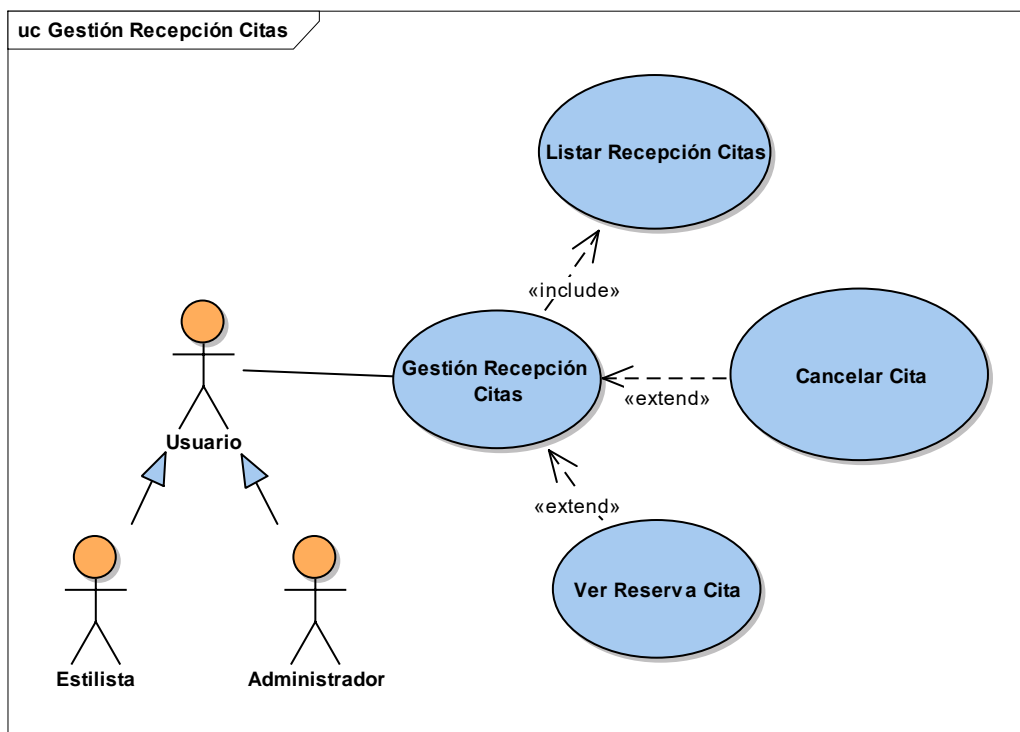 uc Gestión Recepción Citas
Listar Recepción Citas
«include»
Gestión Recepción
Citas
Cancelar Cita
«extend»
Usuario
«extend»
Ver Reserva Cita
Estilista
Administrador